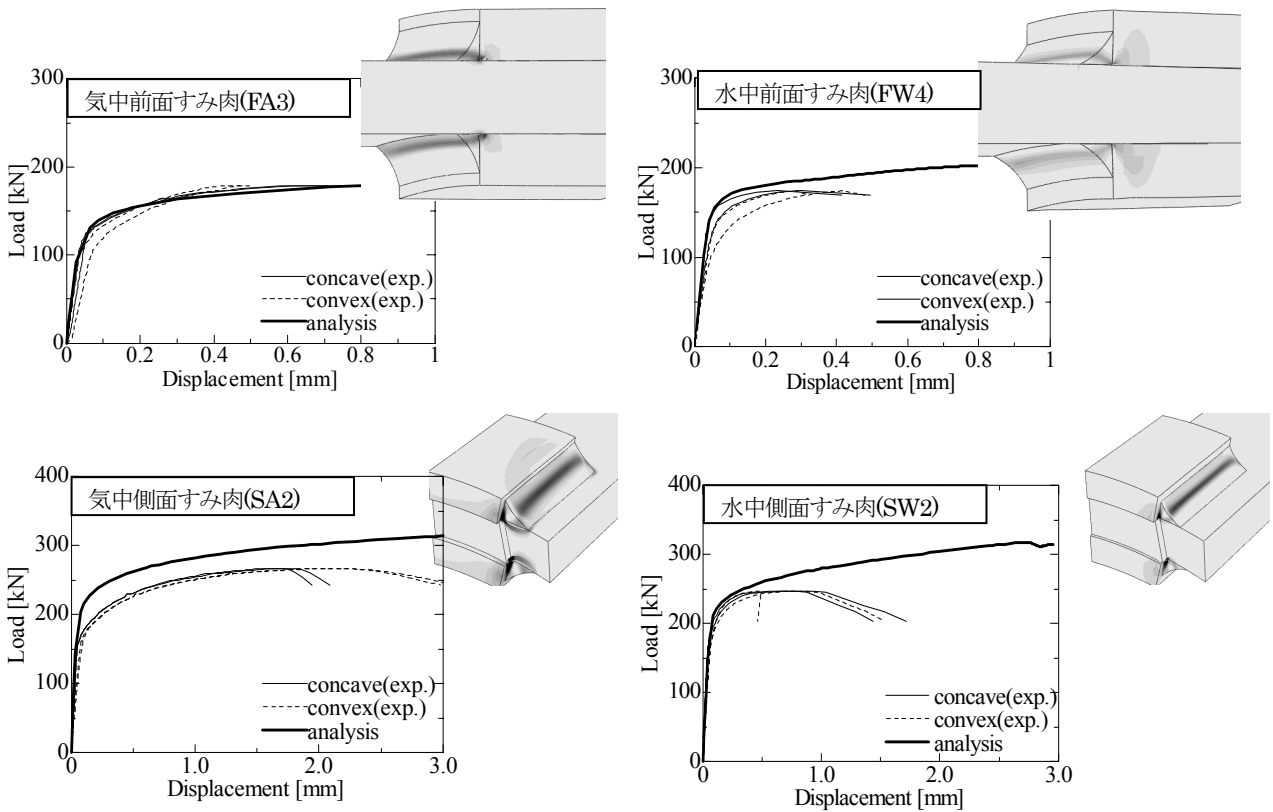 300
気中前面すみ肉(FA3)
200
Load [kN]
100
concave(exp.)
convex(exp.)
analysis
0
0 0.2 0.4 0.6 0.8 1
Displacement [mm]
300
水中前面すみ肉(FW4)
200
Load [kN]
100
concave(exp.)
convex(exp.)
analysis
0
0 0.2 0.4 0.6 0.8 1
Displacement [mm]
400
気中側面すみ肉(SA2)
300
Load [kN]
200
100
concave(exp.)
convex(exp.)
analysis
0
0 1.0 2.0 3.0
Displacement [mm]
400
水中側面すみ肉(SW2)
300
Load [kN]
200
100
concave(exp.)
convex(exp.)
analysis
0
0 1.0 2.0 3.0
Displacement [mm]